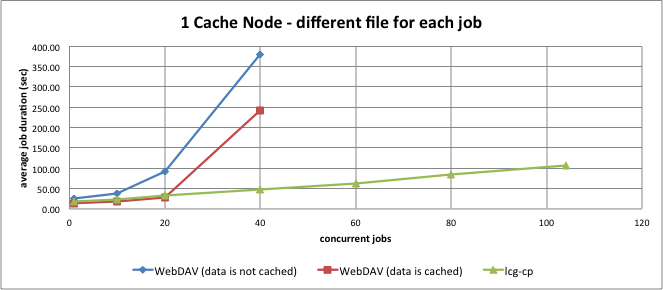 1 Cache Node - different file for each job
400.00
350.00
300.00
250.00
200.00
150.00
100.00
50.00
0.00
average job duration (sec)
0 20 40 60 80 100 120
concurrent jobs
WebDAV (data is not cached) WebDAV (data is cached) lcg-cp